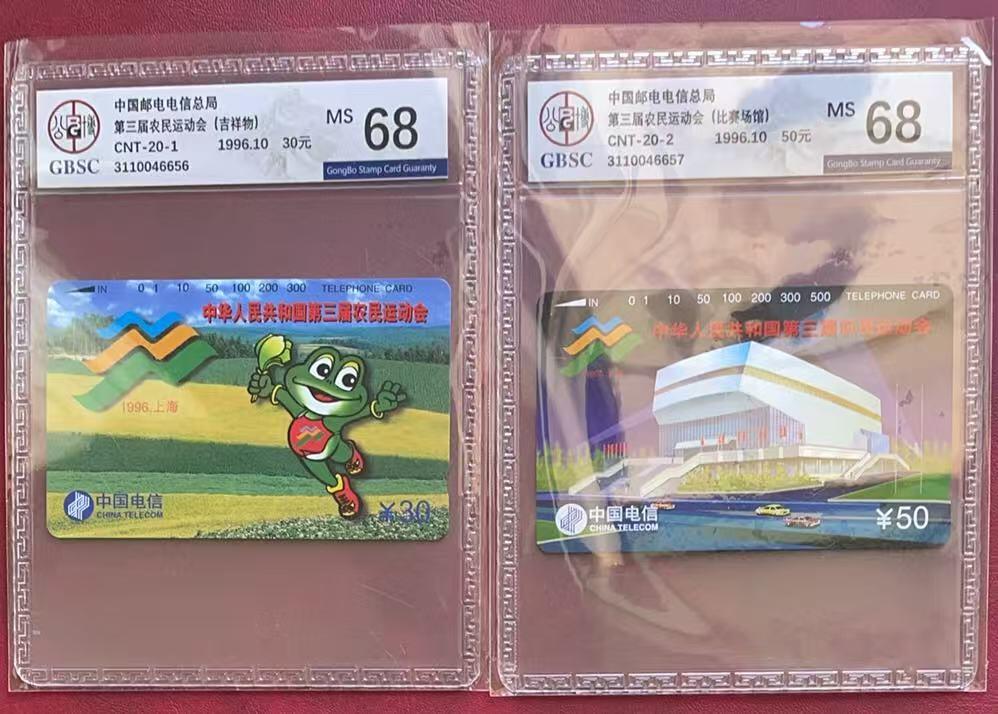 中国邮电电信总局
第三届农民运动会（吉祥物）
CNT-20-1 1996.10 30元
GBSC 3110046656
MS 68
GongBo Stamp Card Guaranty
IN 0 1 10 50 100 200 300 TELEPHONE CARD
中华人民共和国第三届农民运动会
1996.上海
中国电信
CHINA TELECOM
¥30
中国邮电电信总局
第三届农民运动会（比赛场馆）
CNT-20-2 1996.10 50元
GBSC 3110046657
MS 68
GongBo Stamp Card Guaranty
IN 0 1 10 50 100 200 300 500 TELEPHONE CARD
中华人民共和国第三届农民运动会
中国电信
CHINA TELECOM
¥50